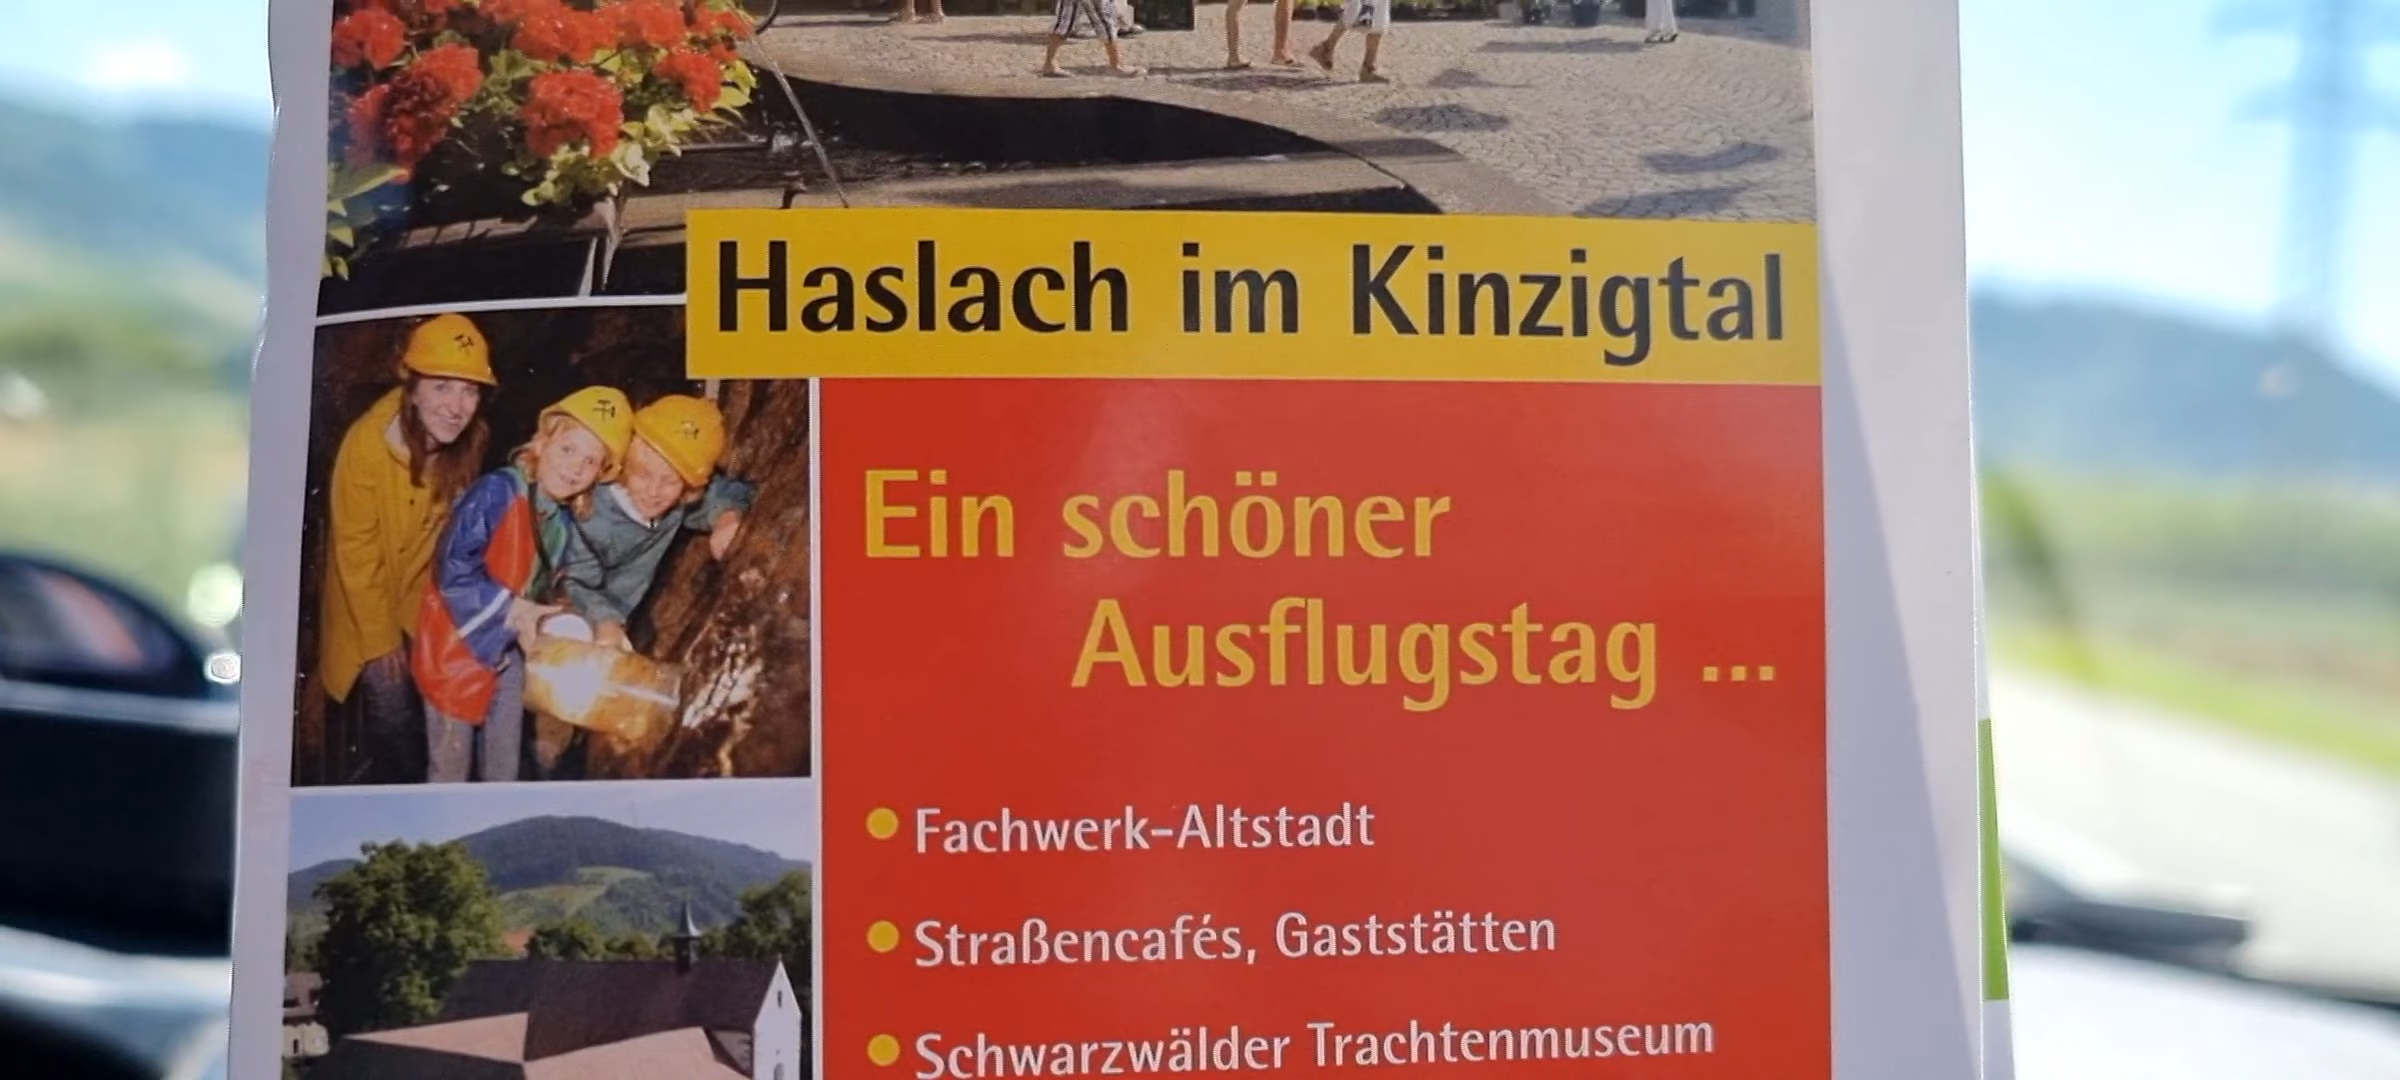 Haslach im Kinzigtal
Ein schöner
Ausflugstag ...
Fachwerk-Altstadt
Straßencafés, Gaststätten
Schwarzwälder Trachtenmuseum